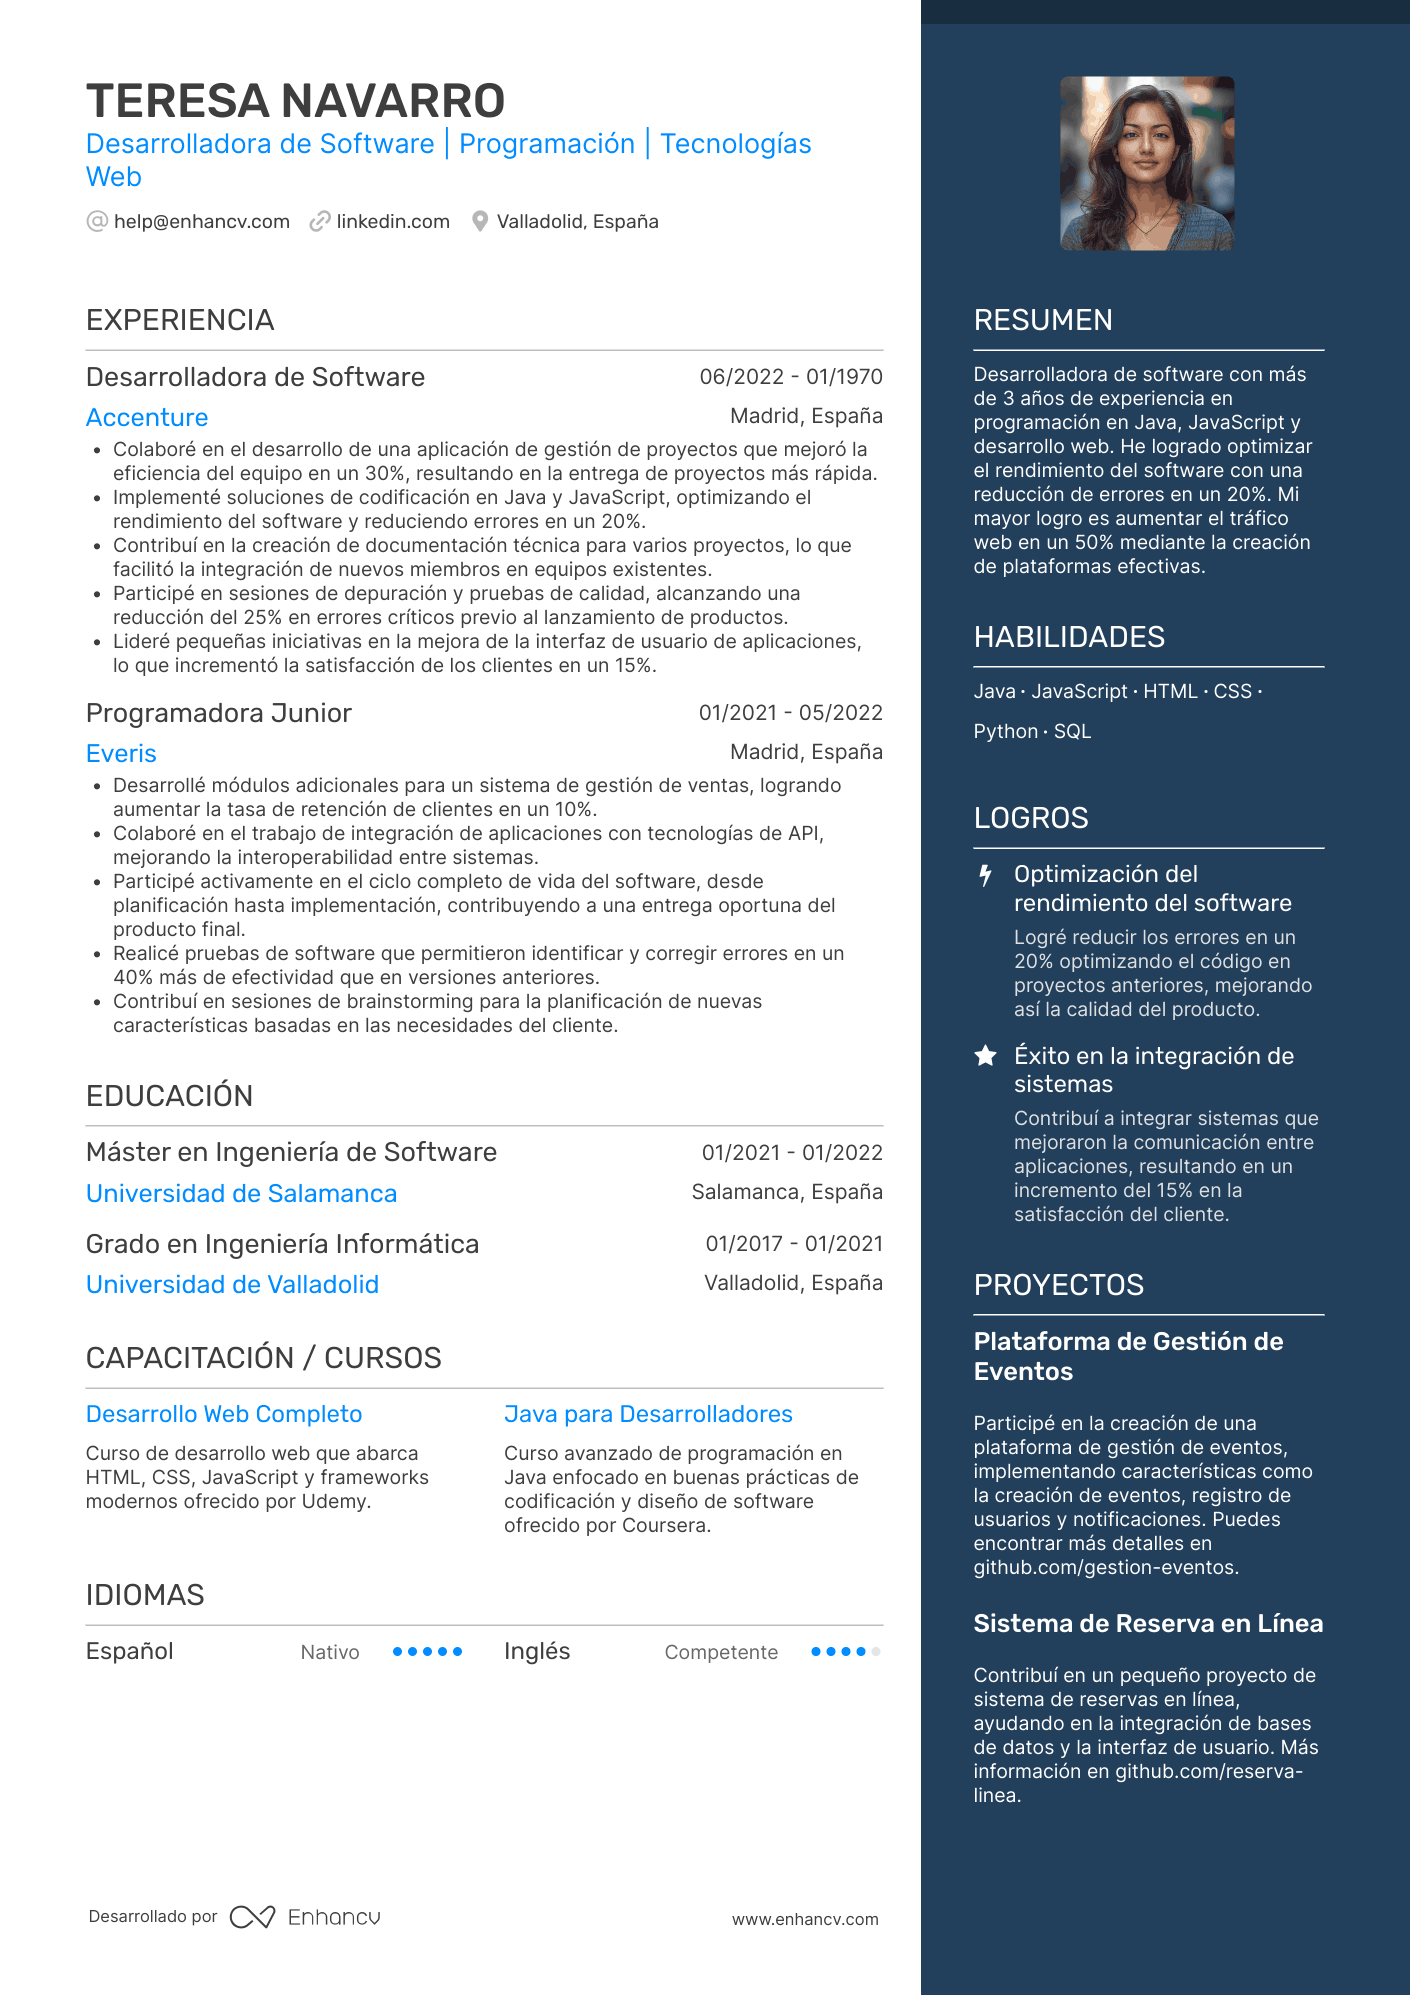 TERESA NAVARRO
Desarrolladora de Software | Programación | Tecnologías
Web
help@enhancv.com linkedin.com Valladolid, España
EXPERIENCIA
Desarrolladora de Software 06/2022 - 01/1970
Accenture Madrid, España
• Colaboré en el desarrollo de una aplicación de gestión de proyectos que mejoró la
eficiencia del equipo en un 30%, resultando en la entrega de proyectos más rápida.
• Implementé soluciones de codificación en Java y JavaScript, optimizando el
rendimiento del software y reduciendo errores en un 20%.
• Contribuí en la creación de documentación técnica para varios proyectos, lo que
facilitó la integración de nuevos miembros en equipos existentes.
• Participé en sesiones de depuración y pruebas de calidad, alcanzando una
reducción del 25% en errores críticos previo al lanzamiento de productos.
• Lideré pequeñas iniciativas en la mejora de la interfaz de usuario de aplicaciones,
lo que incrementó la satisfacción de los clientes en un 15%.
Programadora Junior 01/2021 - 05/2022
Everis Madrid, España
• Desarrollé módulos adicionales para un sistema de gestión de ventas, logrando
aumentar la tasa de retención de clientes en un 10%.
• Colaboré en el trabajo de integración de aplicaciones con tecnologías de API,
mejorando la interoperabilidad entre sistemas.
• Participé activamente en el ciclo completo de vida del software, desde
planificación hasta implementación, contribuyendo a una entrega oportuna del
producto final.
• Realicé pruebas de software que permitieron identificar y corregir errores en un
40% más de efectividad que en versiones anteriores.
• Contribuí en sesiones de brainstorming para la planificación de nuevas
características basadas en las necesidades del cliente.
EDUCACIÓN
Máster en Ingeniería de Software 01/2021 - 01/2022
Universidad de Salamanca Salamanca, España
Grado en Ingeniería Informática 01/2017 - 01/2021
Universidad de Valladolid Valladolid, España
CAPACITACIÓN / CURSOS
Desarrollo Web Completo
Curso de desarrollo web que abarca
HTML, CSS, JavaScript y frameworks
modernos ofrecido por Udemy.
Java para Desarrolladores
Curso avanzado de programación en
Java enfocado en buenas prácticas de
codificación y diseño de software
ofrecido por Coursera.
IDIOMAS
Español Nativo Inglés Competente
Desarrollado por Enhancv www.enhancv.com
RESUMEN
Desarrolladora de software con más
de 3 años de experiencia en
programación en Java, JavaScript y
desarrollo web. He logrado optimizar
el rendimiento del software con una
reducción de errores en un 20%. Mi
mayor logro es aumentar el tráfico
web en un 50% mediante la creación
de plataformas efectivas.
HABILIDADES
Java · JavaScript · HTML · CSS ·
Python · SQL
LOGROS
Optimización del
rendimiento del software
Logré reducir los errores en un
20% optimizando el código en
proyectos anteriores, mejorando
así la calidad del producto.
Éxito en la integración de
sistemas
Contribuí a integrar sistemas que
mejoraron la comunicación entre
aplicaciones, resultando en un
incremento del 15% en la
satisfacción del cliente.
PROYECTOS
Plataforma de Gestión de
Eventos
Participé en la creación de una
plataforma de gestión de eventos,
implementando características como
la creación de eventos, registro de
usuarios y notificaciones. Puedes
encontrar más detalles en
github.com/gestion-eventos.
Sistema de Reserva en Línea
Contribuí en un pequeño proyecto de
sistema de reservas en línea,
ayudando en la integración de bases
de datos y la interfaz de usuario. Más
información en github.com/reserva-
linea.